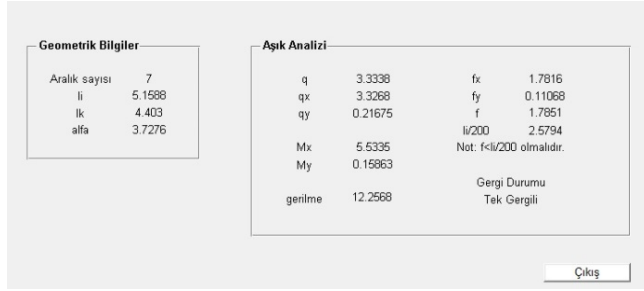 Geometrik Bilgiler
Aralık sayısı 7
li 5.1588
lk 4.403
alfa 3.7276
Aşık Analizi
q 3.3338
qx 3.3268
qy 0.21675
Mx 5.5335
My 0.15863
gerilme 12.2568
fx 1.7816
fy 0.11068
f 1.7851
li/200 2.5794
Not: f<li/200 olmalıdır.
Gergi Durumu
Tek Gergili
Çıkış